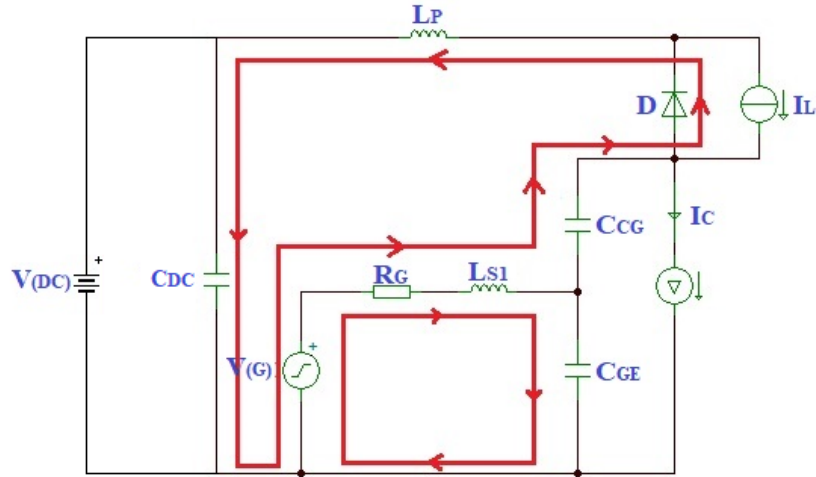 LP
D
IL
CCG
IC
V(DC)
+
CDC
RG
LS1
V(G)
+
CGE